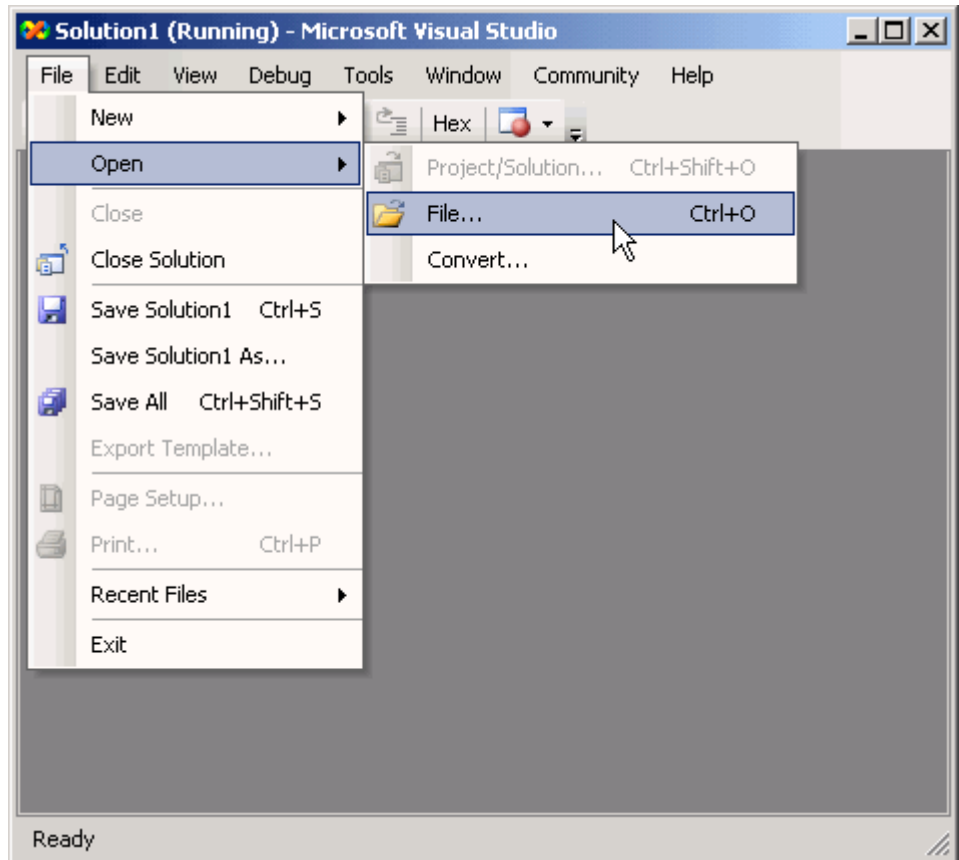 Solution1 (Running) - Microsoft Visual Studio
File Edit View Debug Tools Window Community Help
New
Hex
Open
Project/Solution... Ctrl+Shift+O
Close
File... Ctrl+O
Close Solution
Convert...
Save Solution1 Ctrl+S
Save Solution1 As...
Save All Ctrl+Shift+S
Export Template...
Page Setup...
Print... Ctrl+P
Recent Files
Exit
Ready